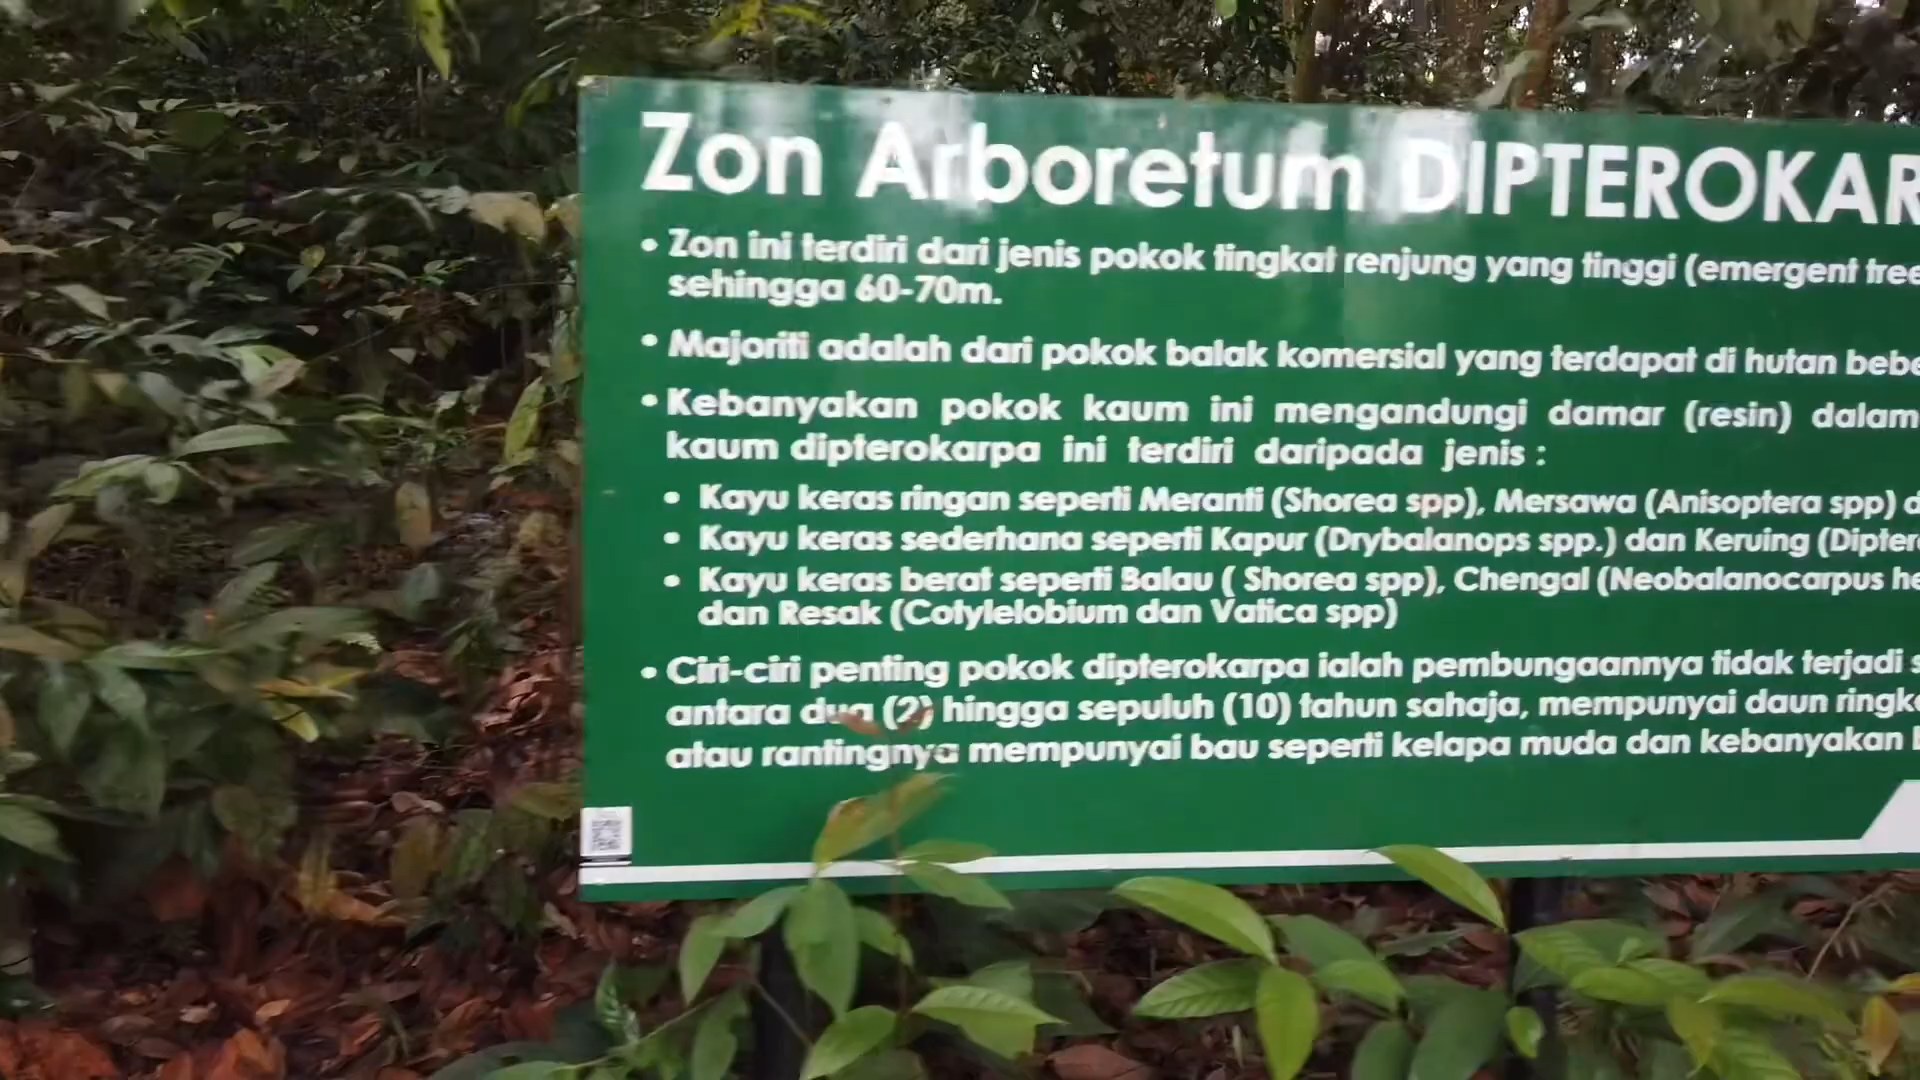 Zon Arboretum DIPTEROKAR
• Zon ini terdiri dari jenis pokok tingkat renjung yang tinggi (emergent tree
sehingga 60-70m.
• Majoriti adalah dari pokok balak komersial yang terdapat di hutan beb
• Kebanyakan pokok kaum ini mengandungi damar (resin) dalam
kaum dipterokarpa ini terdiri daripada jenis :
• Kayu keras ringan seperti Meranti (Shorea spp), Mersawa (Anisoptera spp) d
• Kayu keras sederhana seperti Kapur (Drybalanops spp.) dan Keruing (Dipter
• Kayu keras berat seperti Balau ( Shorea spp), Chengal (Neobalanocarpus he
dan Resak (Cotylelobium dan Vatica spp)
• Ciri-ciri penting pokok dipterokarpa ialah pembungaannya tidak terjadi s
antara dua (2) hingga sepuluh (10) tahun sahaja, mempunyai daun ringk
atau rantingnya mempunyai bau seperti kelapa muda dan kebanyakan